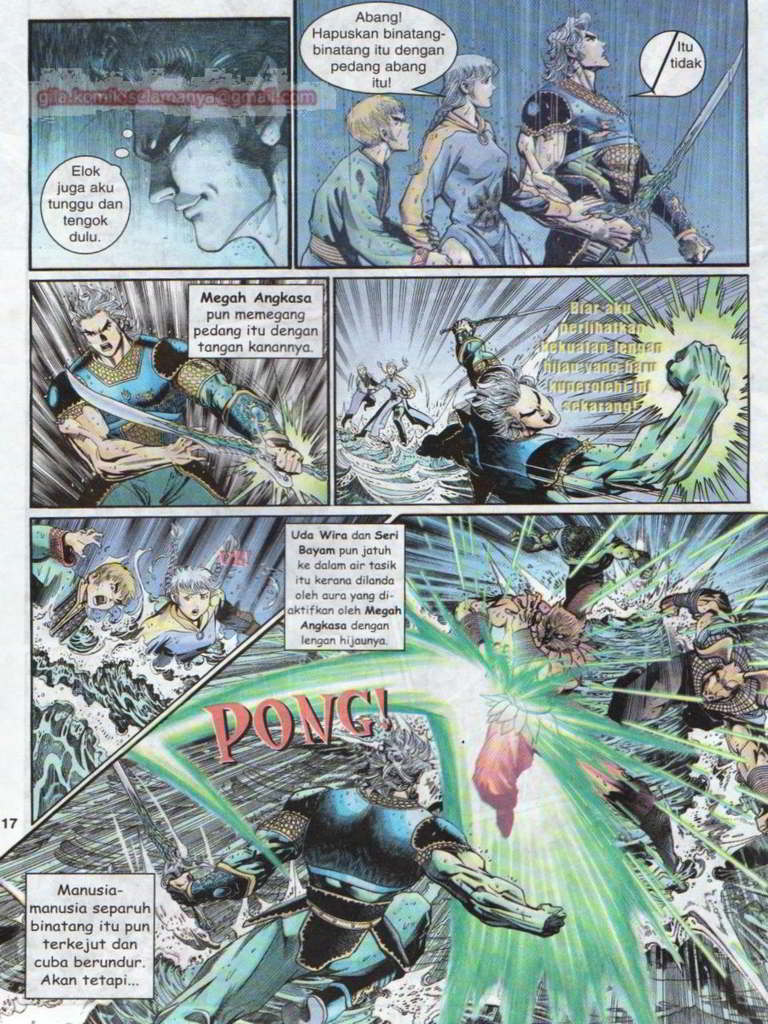 gila.komik.selamanya@gmail.com
Elok
juga aku
tunggu dan
tengok
dulu.
Abang!
Hapuskan binatang-
binatang itu dengan
pedang abang
itu!
Itu
tidak
Megah Angkasa
pun memegang
pedang itu dengan
tangan kanannya.
Biar aku
perlihatkan
kekuatan lengan
hijau yang baru
kuperolehi ini
sekarang!
Uda Wira dan Seri
Bayam pun jatuh
ke dalam air tasik
itu kerana dilanda
oleh aura yang di-
aktifkan oleh Megah
Angkasa dengan
lengan hijaunya.
PONG!
17
Manusia-
manusia separuh
binatang itu pun
terkejut dan
cuba berundur.
Akan tetapi...